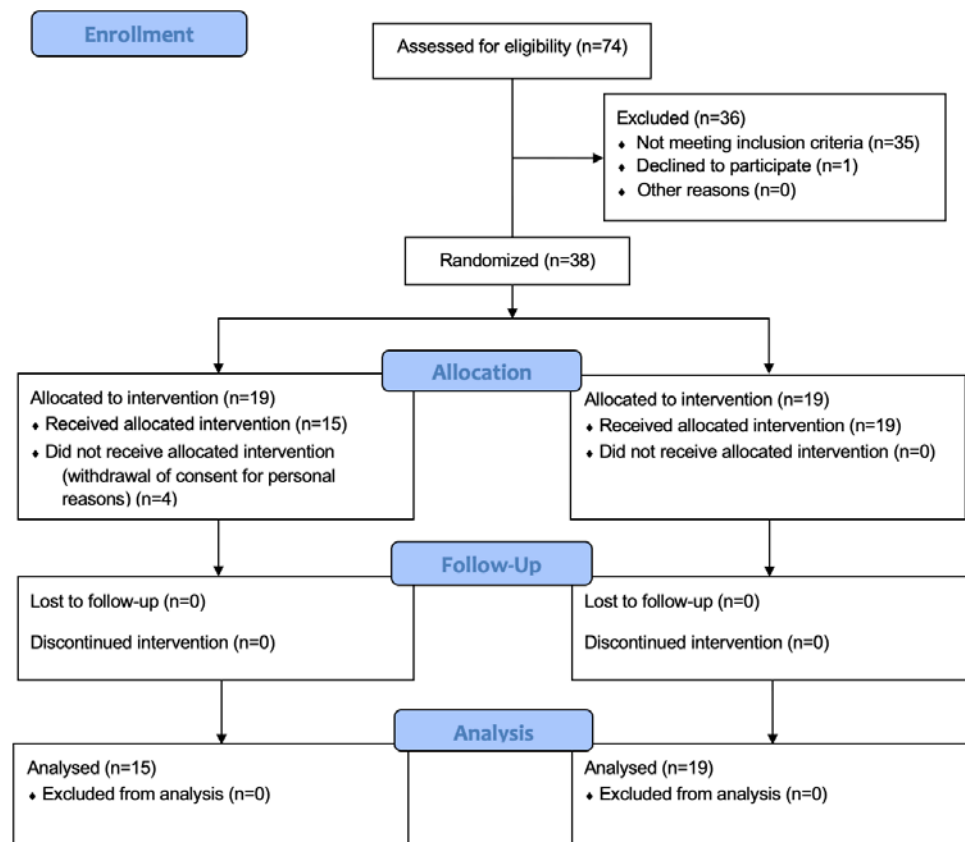 Enrollment
Assessed for eligibility (n=74)
Excluded (n=36)
♦ Not meeting inclusion criteria (n=35)
♦ Declined to participate (n=1)
♦ Other reasons (n=0)
Randomized (n=38)
Allocation
Allocated to intervention (n=19)
♦ Received allocated intervention (n=15)
♦ Did not receive allocated intervention
(withdrawal of consent for personal
reasons) (n=4)
Allocated to intervention (n=19)
♦ Received allocated intervention (n=19)
♦ Did not receive allocated intervention (n=0)
Follow-Up
Lost to follow-up (n=0)
Discontinued intervention (n=0)
Lost to follow-up (n=0)
Discontinued intervention (n=0)
Analysis
Analysed (n=15)
♦ Excluded from analysis (n=0)
Analysed (n=19)
♦ Excluded from analysis (n=0)